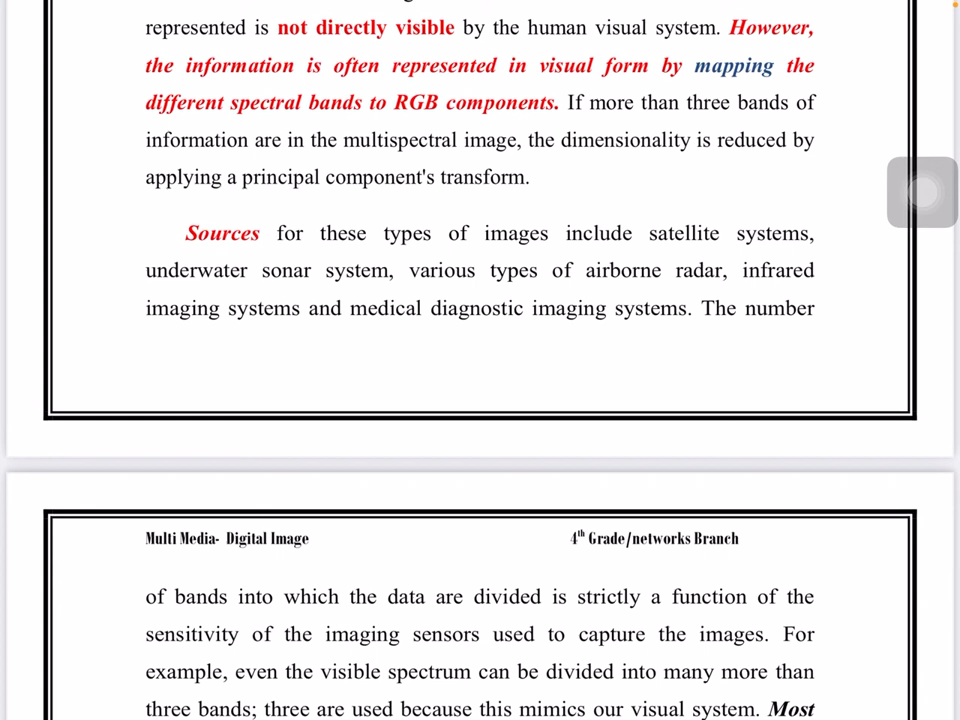 represented is not directly visible by the human visual system. However,
the information is often represented in visual form by mapping the
different spectral bands to RGB components. If more than three bands of
information are in the multispectral image, the dimensionality is reduced by
applying a principal component's transform.
Sources for these types of images include satellite systems,
underwater sonar system, various types of airborne radar, infrared
imaging systems and medical diagnostic imaging systems. The number
Multi Media- Digital Image 4th Grade/networks Branch
of bands into which the data are divided is strictly a function of the
sensitivity of the imaging sensors used to capture the images. For
example, even the visible spectrum can be divided into many more than
three bands; three are used because this mimics our visual system. Most